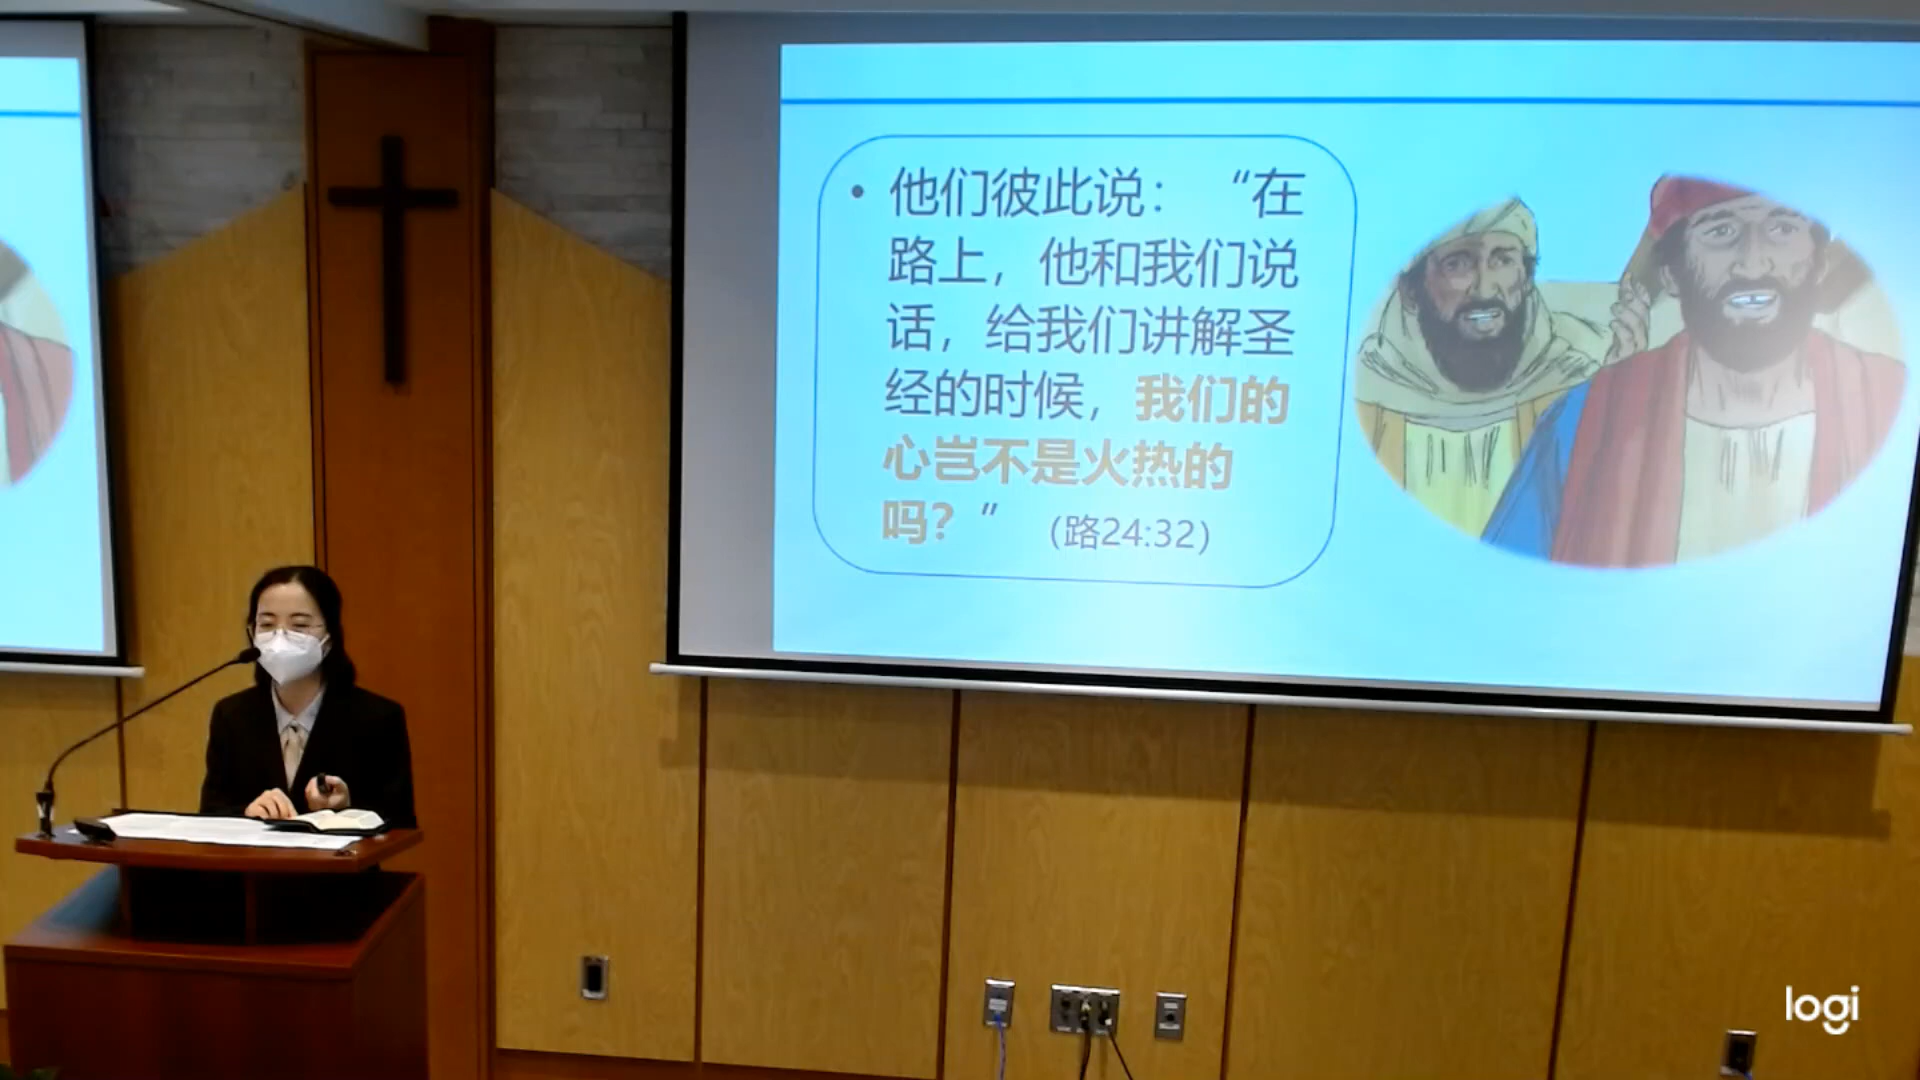 • 他们彼此说： “在
路上，他和我们说
话，给我们讲解圣
经的时候，我们的
心岂不是火热的
吗？” （路24:32）
logi